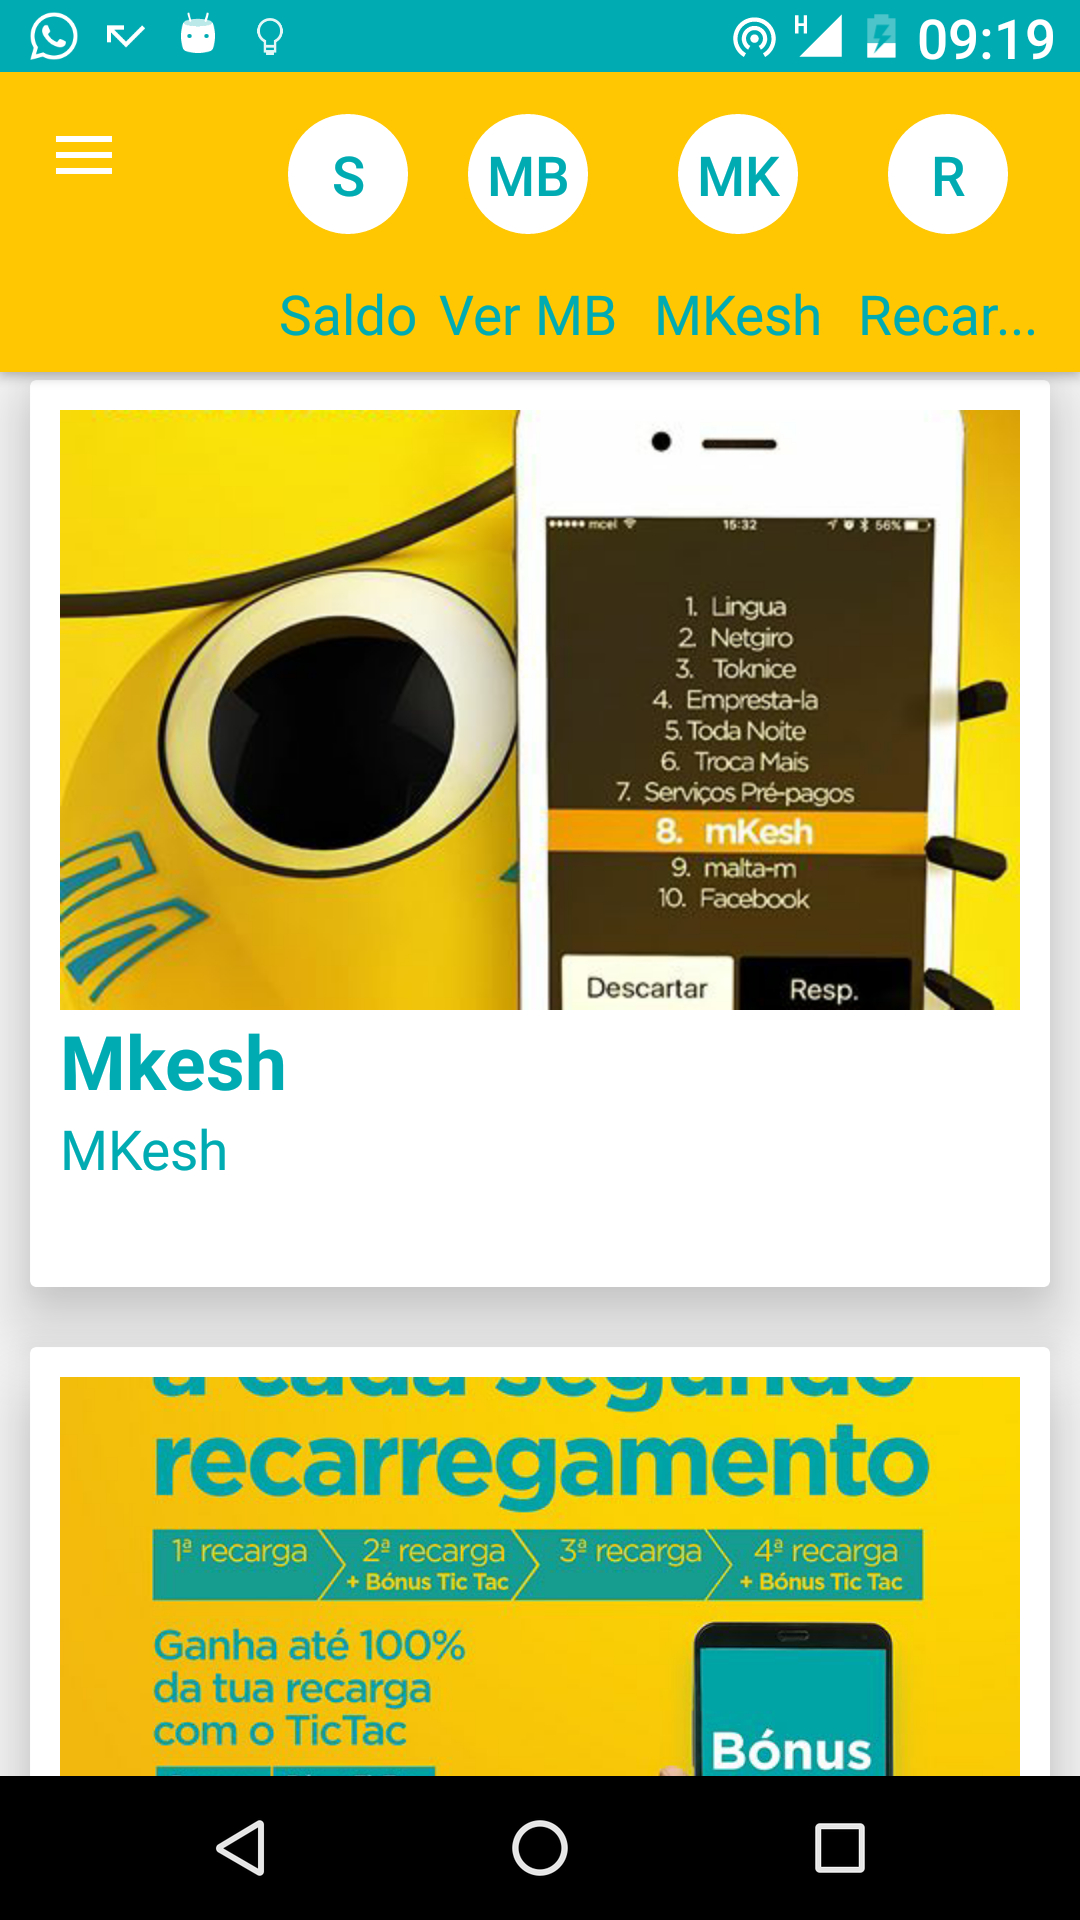 H 09:19
S MB MK R
Saldo Ver MB MKesh Recar...
mcel 15:32 56%
1. Lingua
2. Netgiro
3. Toknice
4. Empresta-la
5. Toda Noite
6. Troca Mais
7. Serviços Pré-pagos
8. mKesh
9. malta-m
10. Facebook
Descartar Resp.
Mkesh
MKesh
a cada segundo
recarregamento
1ª recarga 2ª recarga 3ª recarga 4ª recarga
+ Bónus Tic Tac + Bónus Tic Tac
Ganha até 100%
da tua recarga
com o TicTac
Bónus